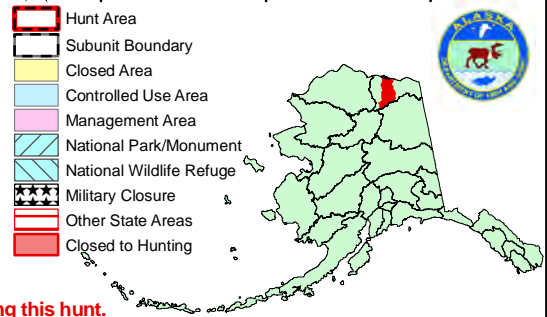 Hunt Area
Subunit Boundary
Closed Area
Controlled Use Area
Management Area
National Park/Monument
National Wildlife Refuge
Military Closure
Other State Areas
Closed to Hunting
ALASKA
ng this hunt.